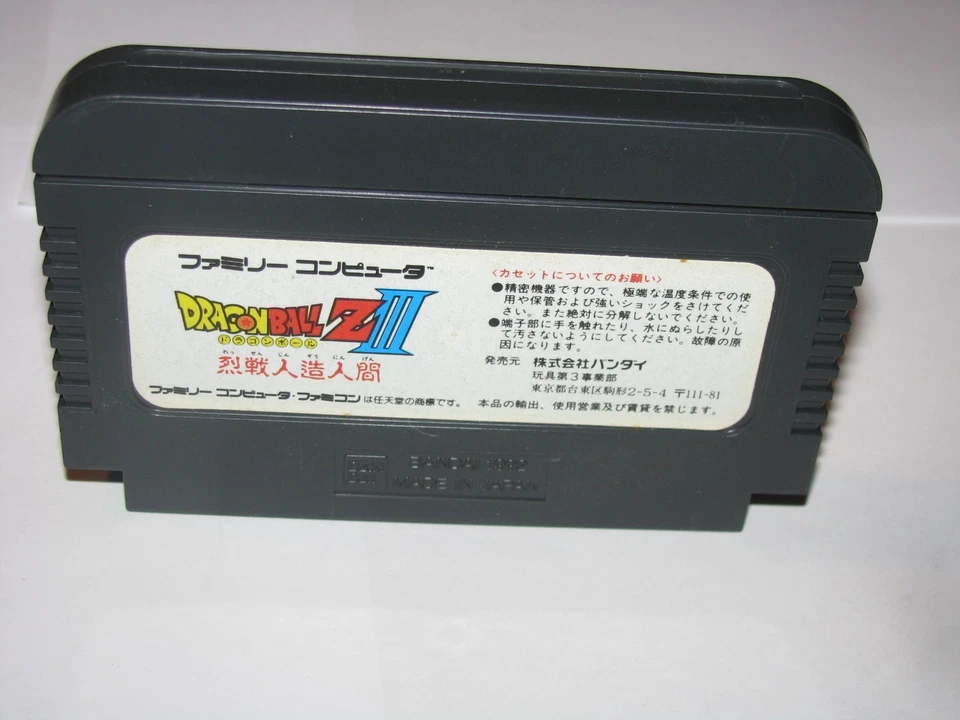 ファミリー コンピュータ™
DRAGON BALL Z III
ドラゴンボール
れっ せん じん ぞう にん げん
烈戦人造人間
ファミリー コンピュータ・ファミコンは任天堂の商標です。
〈カセットについてのお願い〉
●精密機器ですので、極端な温度条件での使
用や保管および強いショックをさけてくだ
さい。また絶対に分解しないでください。
●端子部に手を触れたり、水にぬらしたりし
て汚さないようにしてください。故障の原
因になります。
発売元 株式会社バンダイ
玩具第3事業部
東京都台東区駒形2-5-4 〒111-81
本品の輸出、使用営業及び賃貸を禁じます。
BANDAI 1992
MADE IN JAPAN